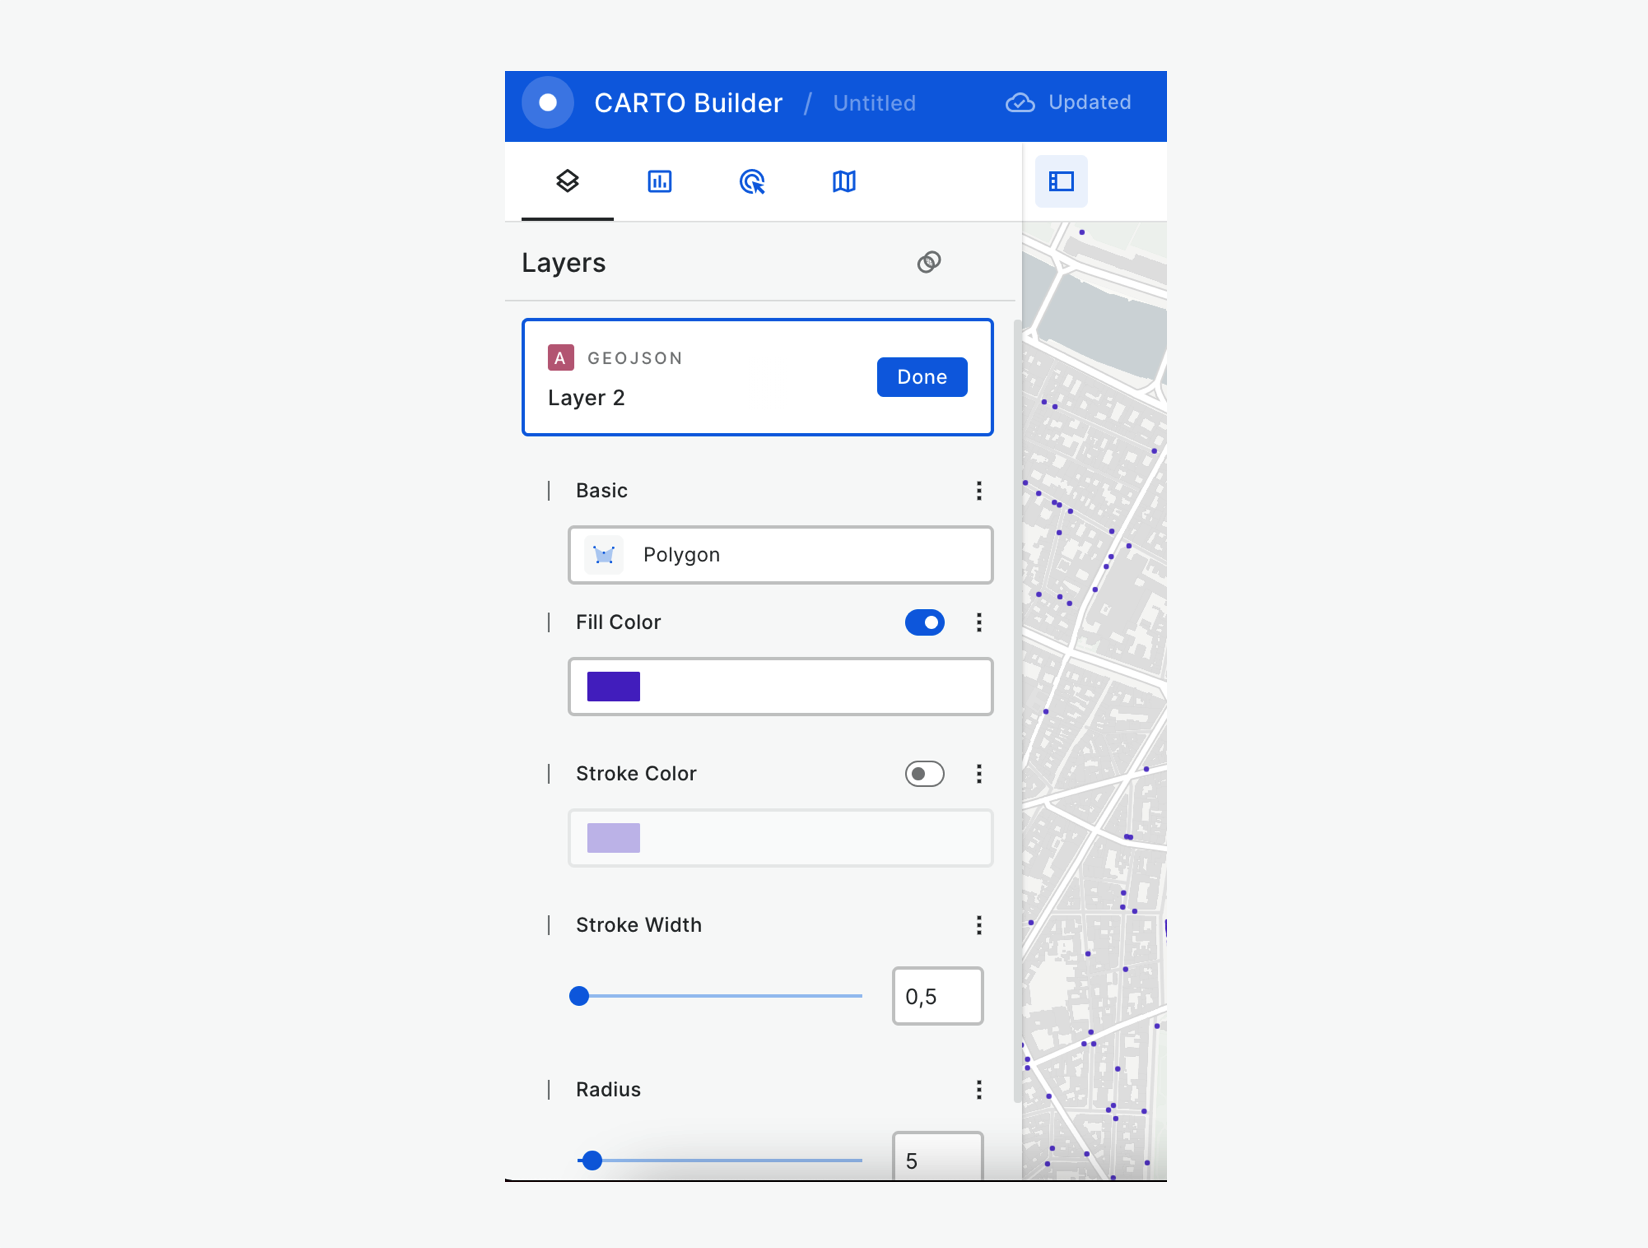 CARTO Builder / Untitled Updated
Layers
A GEOJSON
Layer 2
Done
Basic
Polygon
Fill Color
Stroke Color
Stroke Width
0,5
Radius
5